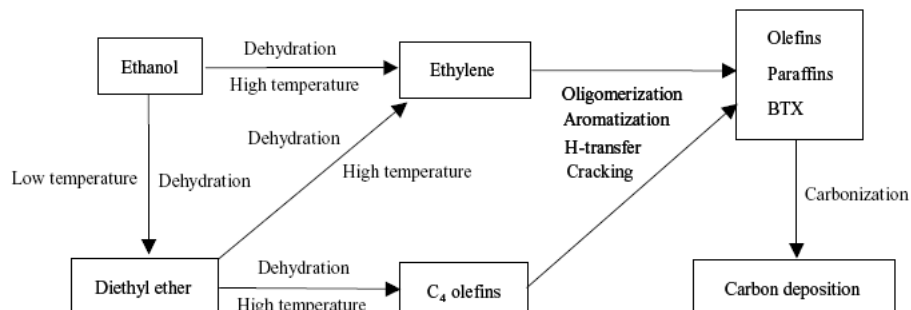 Dehydration
Olefins
Ethanol
Ethylene
Paraffins
High temperature
BTX
Oligomerization
Aromatization
Dehydration
H-transfer
Cracking
Low temperature
Dehydration
High temperature
Carbonization
Dehydration
Diethyl ether
C₄ olefins
Carbon deposition
High temperature